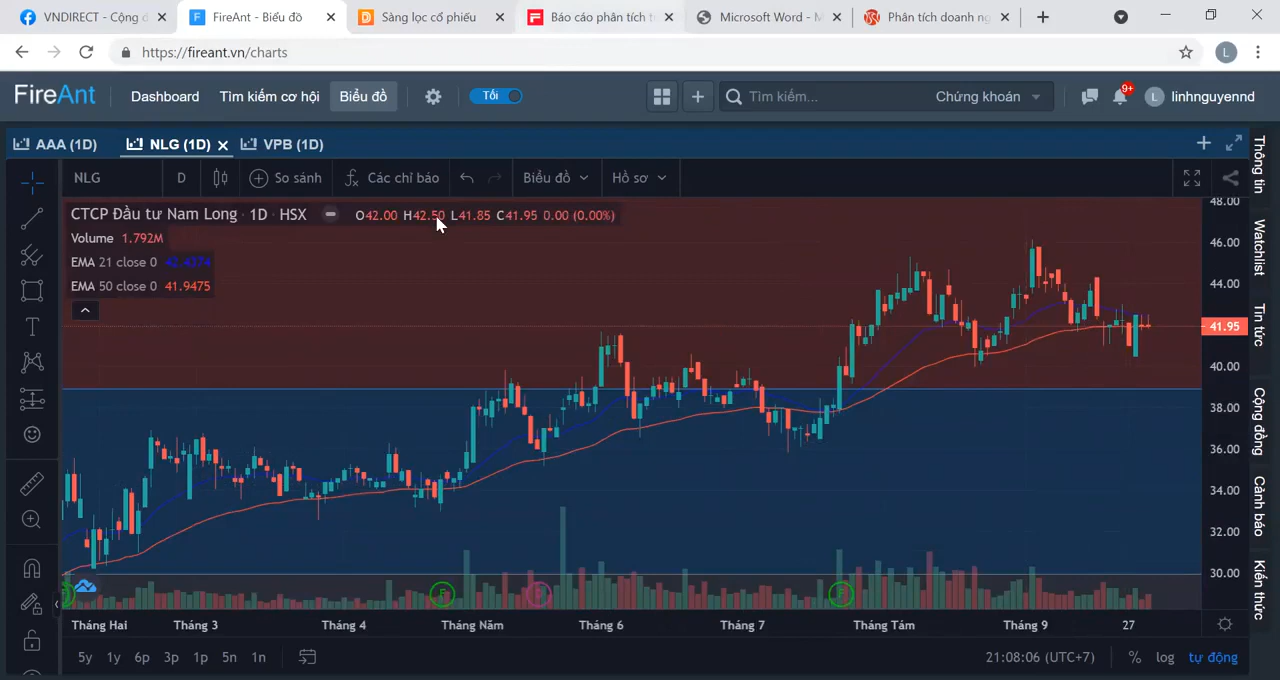 VNDIRECT - Cộng đ
FireAnt - Biểu đồ
Sàng lọc cổ phiếu
Báo cáo phân tích t
Microsoft Word - M
Phân tích doanh ng
https://fireant.vn/charts
L
FireAnt
Dashboard
Tìm kiếm cơ hội
Biểu đồ
Tối
Tìm kiếm...
Chứng khoán
9+
L
linhnguyennd
AAA (1D)
NLG (1D)
VPB (1D)
NLG
D
So sánh
Các chỉ báo
Biểu đồ
Hồ sơ
CTCP Đầu tư Nam Long · 1D · HSX
O42.00 H42.50 L41.85 C41.95 0.00 (0.00%)
Volume 1.792M
EMA 21 close 0 42.4374
EMA 50 close 0 41.9475
48.00
46.00
44.00
41.95
40.00
38.00
36.00
34.00
32.00
30.00
F
F
Tháng Hai
Tháng 3
Tháng 4
Tháng Năm
Tháng 6
Tháng 7
Tháng Tám
Tháng 9
27
5y
1y
6p
3p
1p
5n
1n
21:08:06 (UTC+7)
%
log
tự động
Thông tin
Watchlist
Tin tức
Cộng đồng
Cảnh báo
Kiến thức